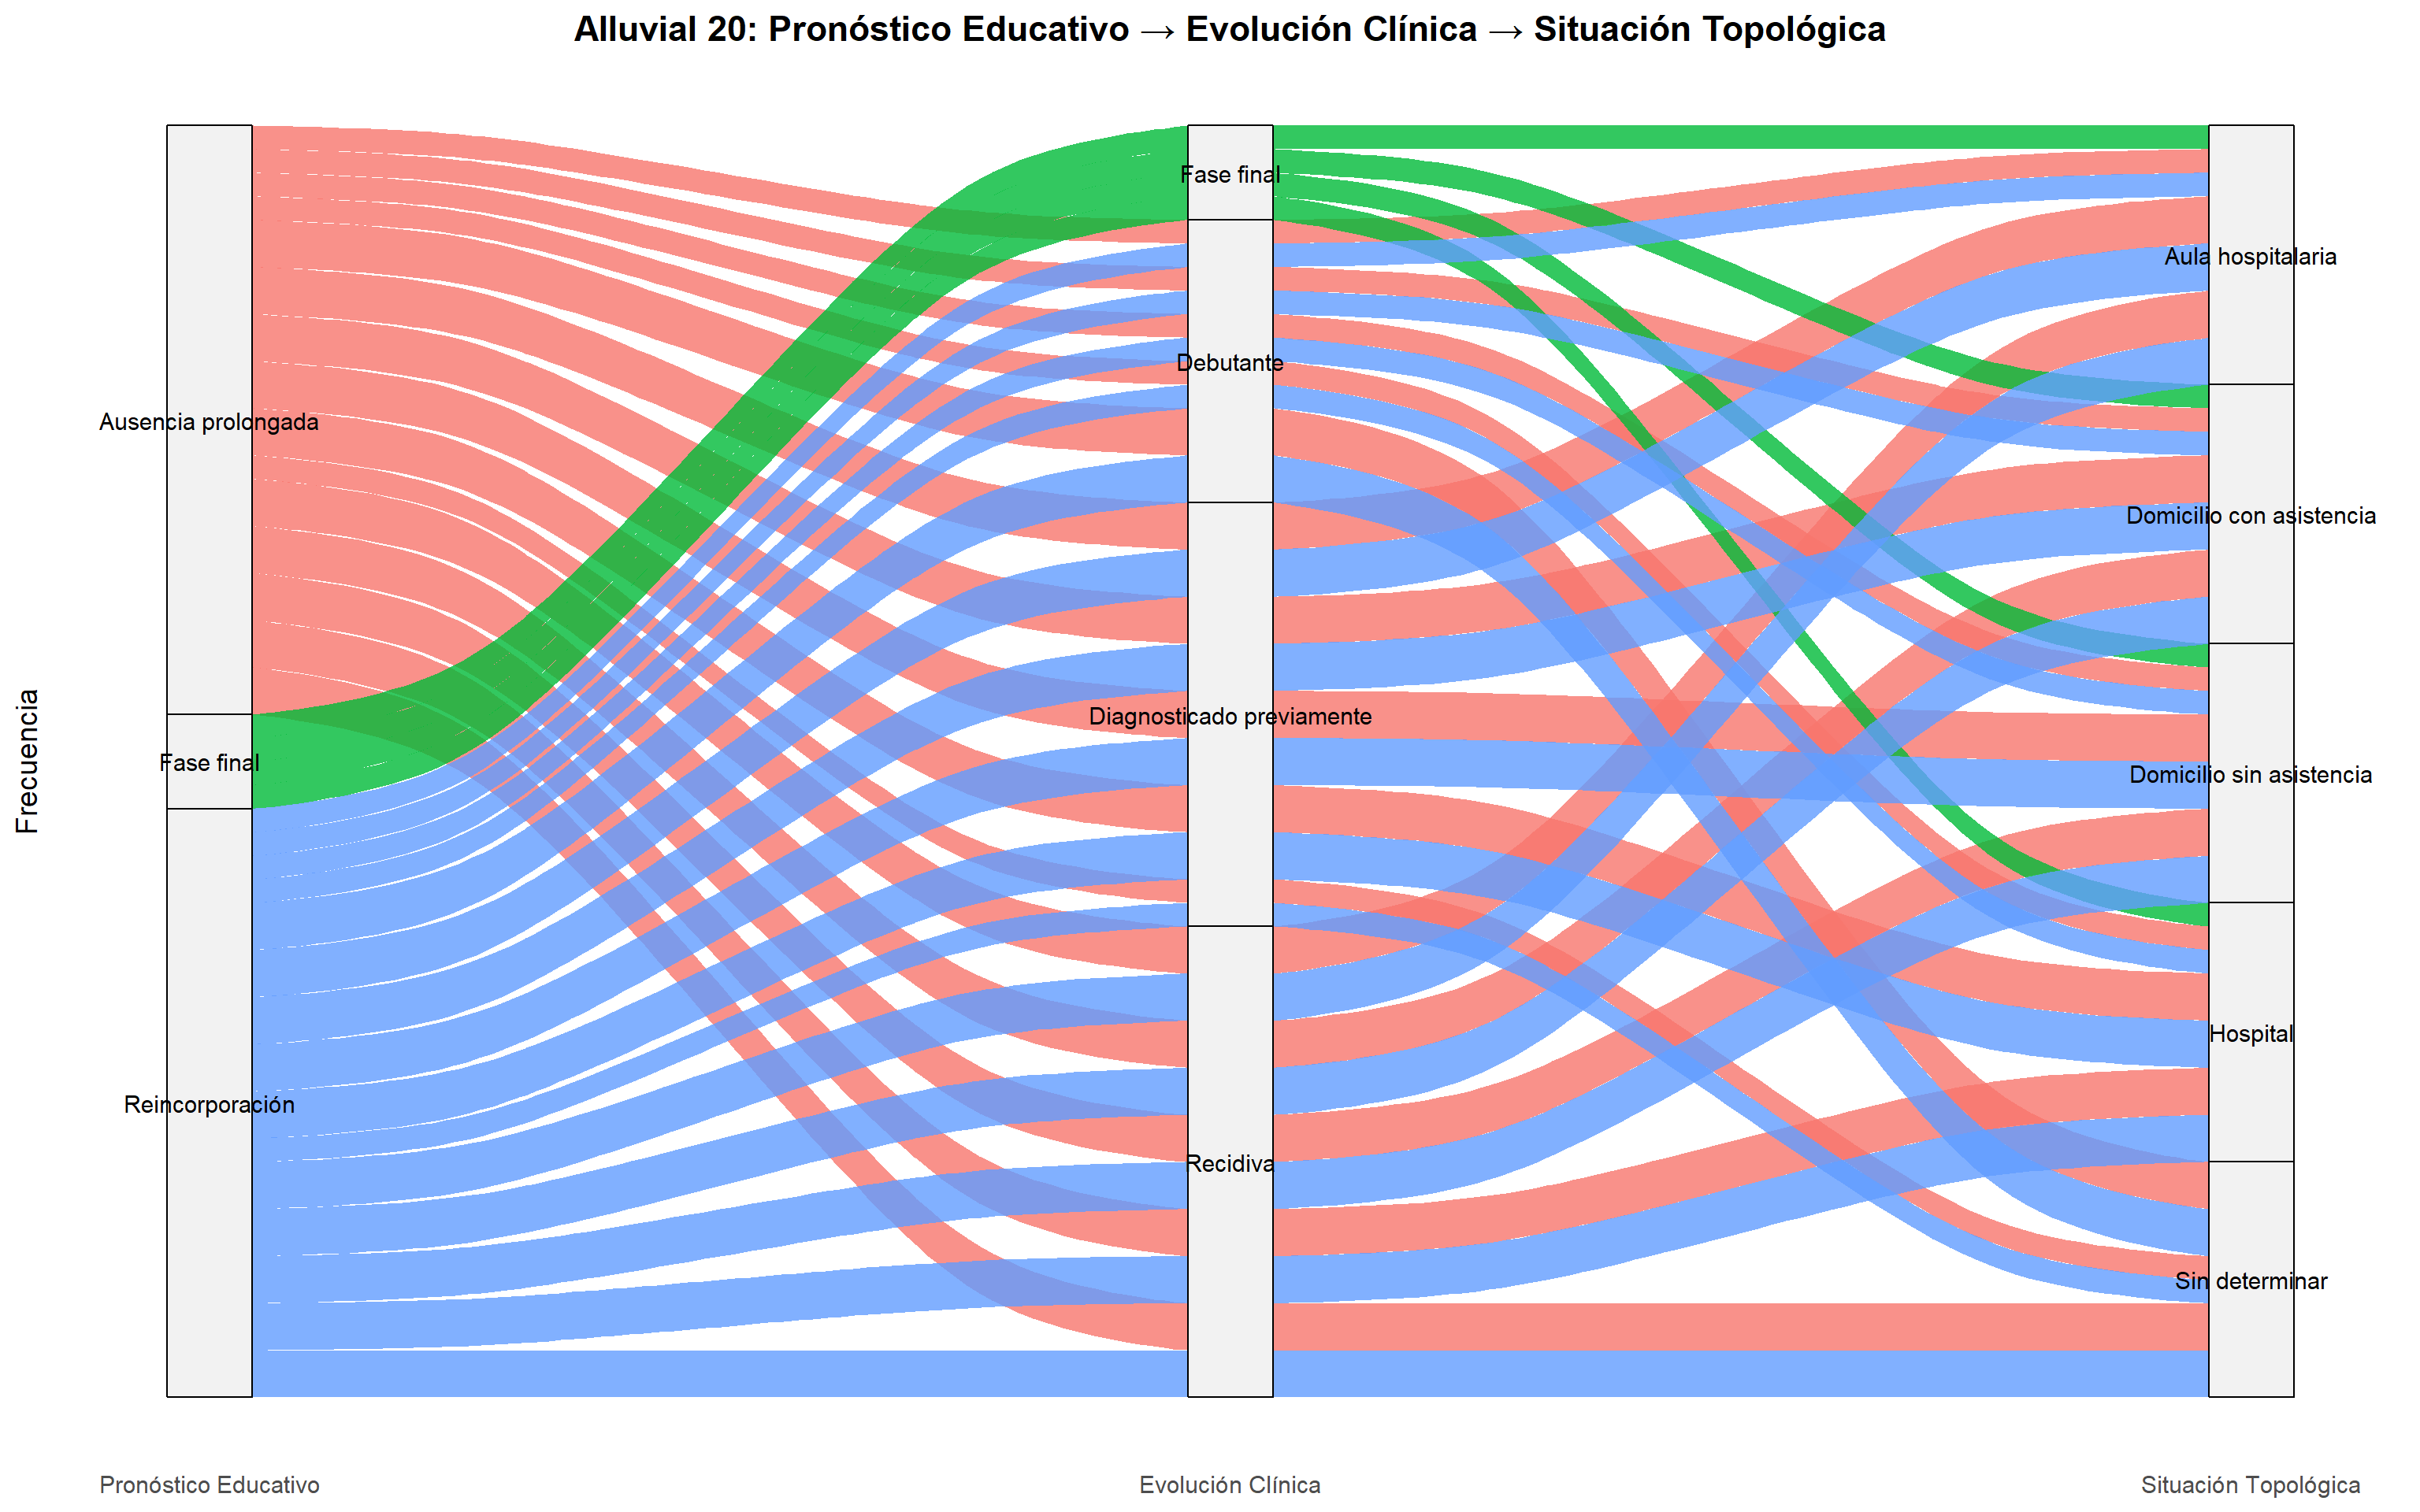 Alluvial 20: Pronóstico Educativo → Evolución Clínica → Situación Topológica
Frecuencia
Ausencia prolongada
Fase final
Reincorporación
Fase final
Debutante
Diagnosticado previamente
Recidiva
Aula hospitalaria
Domicilio con asistencia
Domicilio sin asistencia
Hospital
Sin determinar
Pronóstico Educativo
Evolución Clínica
Situación Topológica